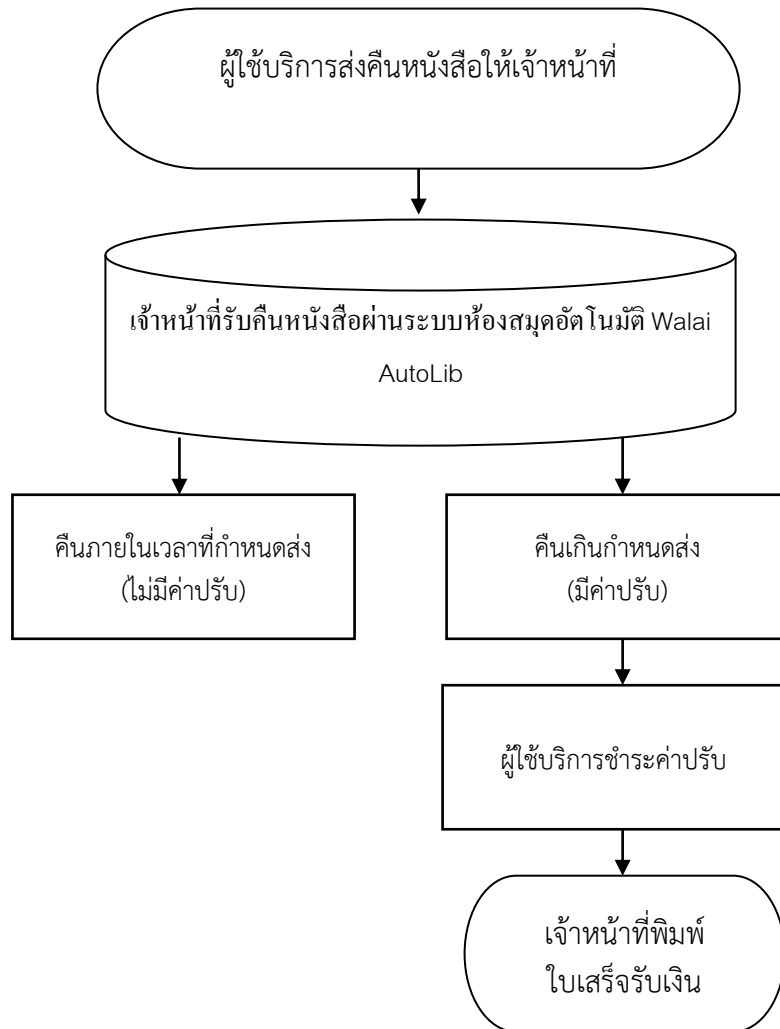 ผู้ใช้บริการส่งคืนหนังสือให้เจ้าหน้าที่
เจ้าหน้าที่รับคืนหนังสือผ่านระบบห้องสมุดอัตโนมัติ Walai
AutoLib
คืนภายในเวลาที่กำหนดส่ง
(ไม่มีค่าปรับ)
คืนเกินกำหนดส่ง
(มีค่าปรับ)
ผู้ใช้บริการชำระค่าปรับ
เจ้าหน้าที่พิมพ์
ใบเสร็จรับเงิน